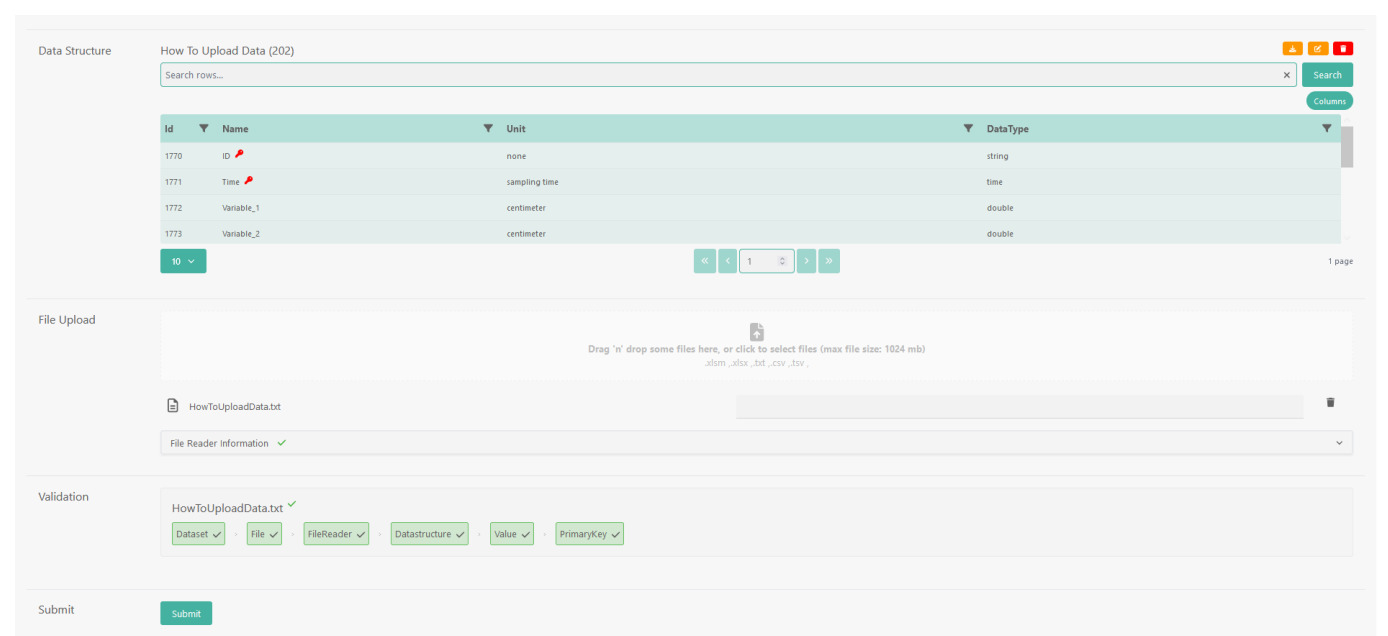 Data Structure
How To Upload Data (202)
Search rows...
Search
Columns
Id Name Unit DataType
1770 ID none string
1771 Time sampling time time
1772 Variable_1 centimeter double
1773 Variable_2 centimeter double
10
« < 1 > »
1 page
File Upload
Drag 'n' drop some files here, or click to select files (max file size: 1024 mb)
.xlsm ,.xlsx ,.txt ,.csv ,.tsv ,
HowToUploadData.txt
File Reader Information
Validation
HowToUploadData.txt
Dataset File FileReader Datastructure Value PrimaryKey
Submit
Submit